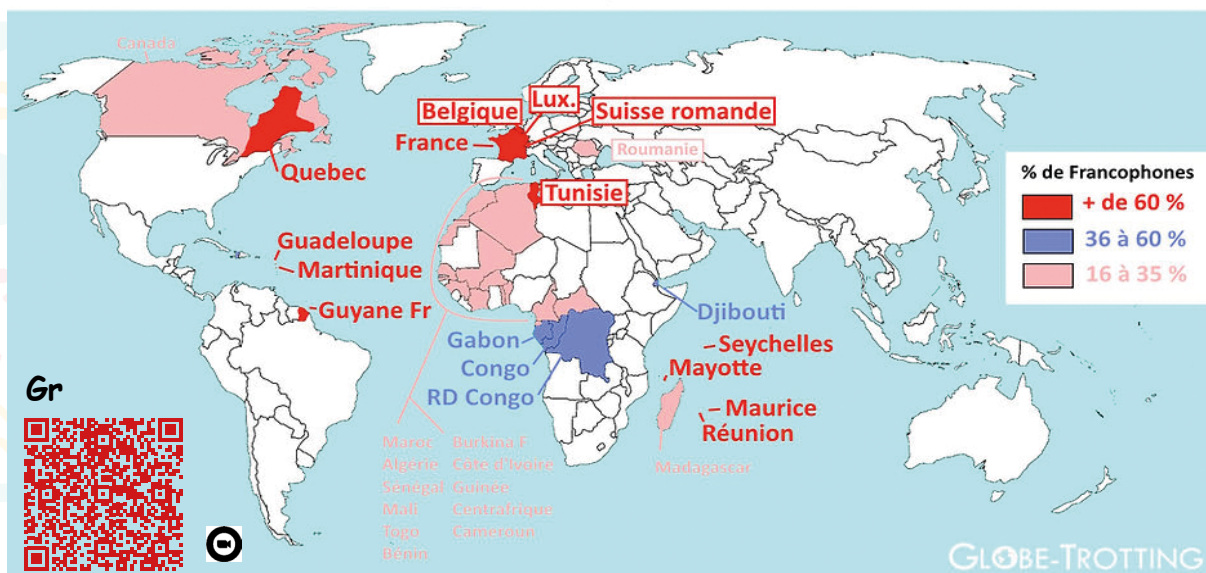 Canada
Belgique
Lux.
Suisse romande
France
Roumanie
Quebec
% de Francophones
+ de 60 %
36 à 60 %
16 à 35 %
Tunisie
Guadeloupe
Martinique
Guyane Fr
Djibouti
Gabon
Seychelles
Congo
Mayotte
RD Congo
Maurice
Réunion
Gr
Maroc Burkina F
Algérie Côte d'Ivoire
Sénégal Guinée
Mali Centrafrique
Togo Cameroun
Bénin
Madagascar
GLOBE-TROTTING